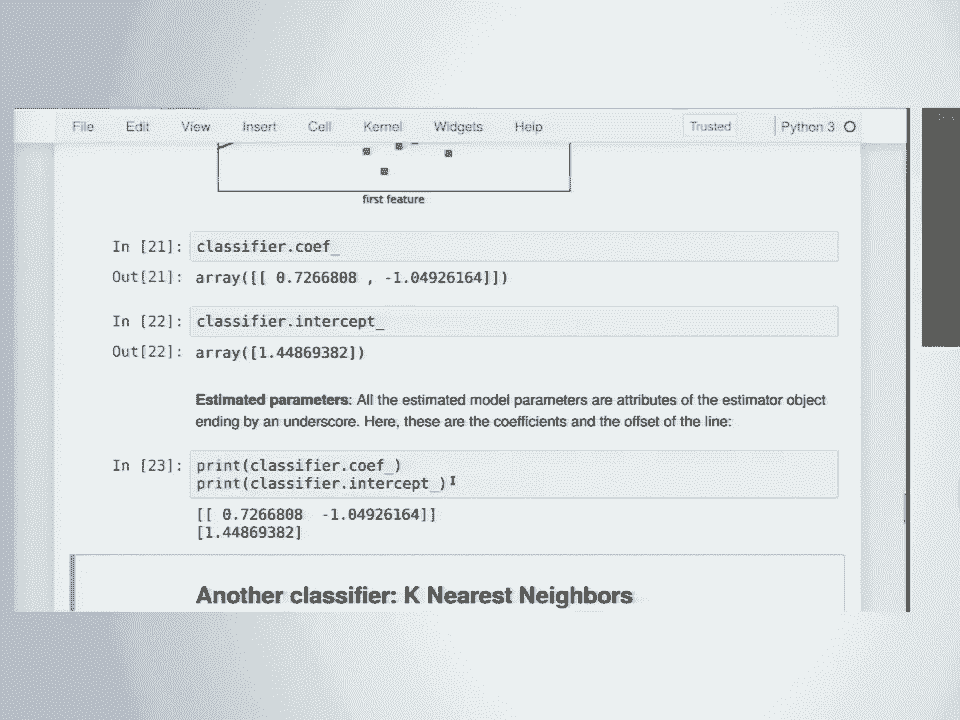 File Edit View Insert Cell Kernel Widgets Help Trusted Python 3
first feature
In [21]: classifier.coef_
Out[21]: array([[ 0.7266808 , -1.04926164]])
In [22]: classifier.intercept_
Out[22]: array([1.44869382])
Estimated parameters: All the estimated model parameters are attributes of the estimator object
ending by an underscore. Here, these are the coefficients and the offset of the line:
In [23]: print(classifier.coef_)
print(classifier.intercept_)
[[ 0.7266808  -1.04926164]]
[1.44869382]
Another classifier: K Nearest Neighbors